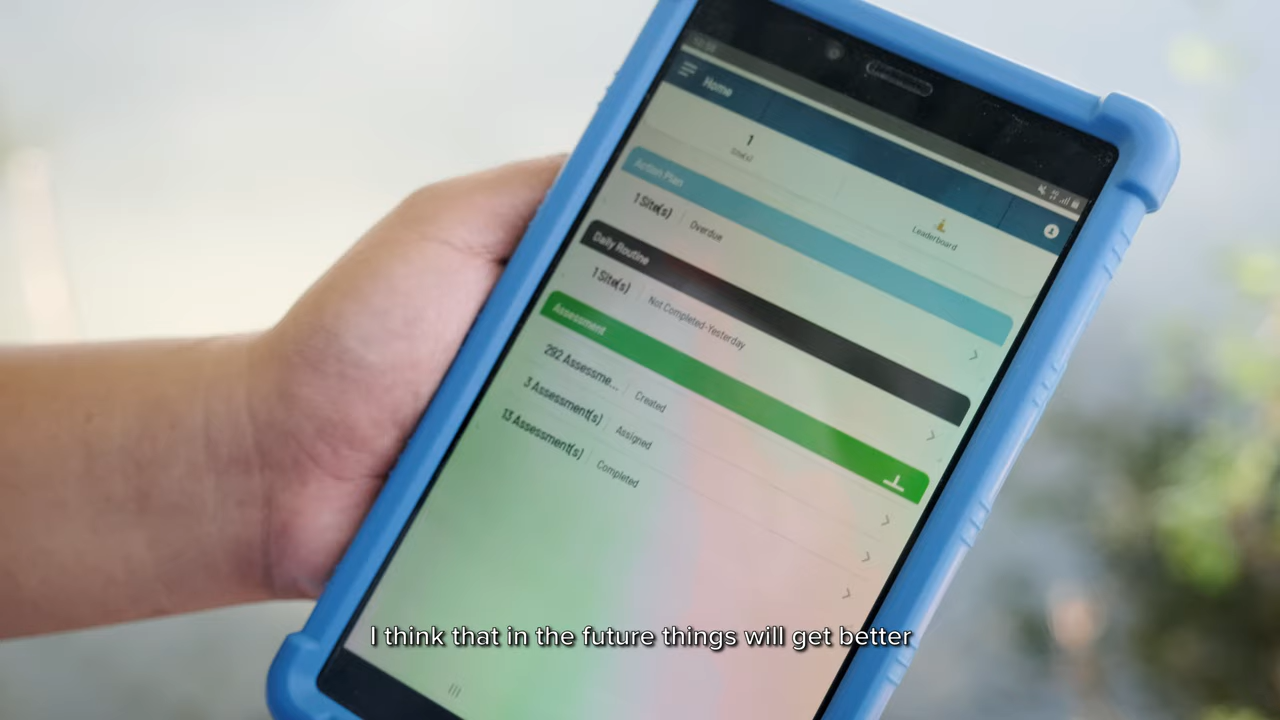 Home
1
Site(s)
Leaderboard
Action Plan
1 Site(s) Overdue
Daily Routine
1 Site(s) Not Completed-Yesterday
Assessment
292 Assessme... Created
3 Assessment(s) Assigned
13 Assessment(s) Completed
I think that in the future things will get better